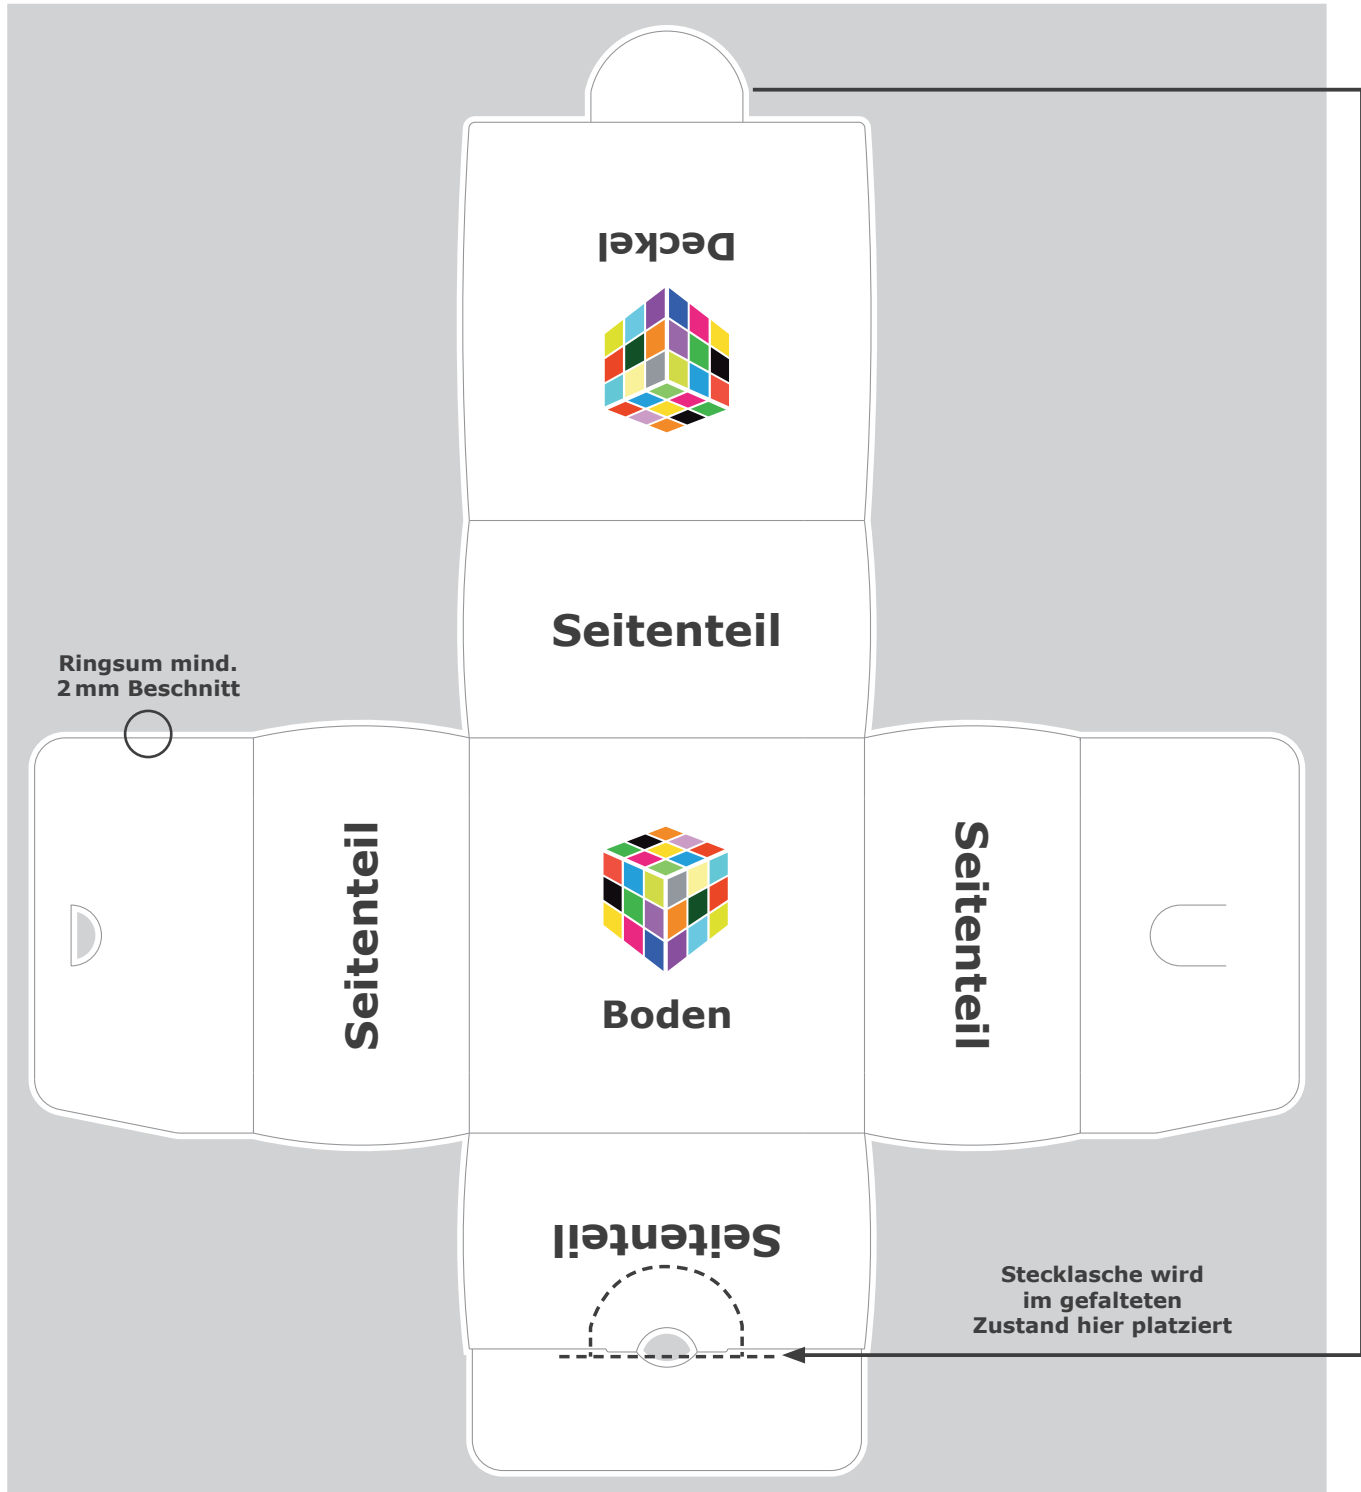 Deckel
Seitenteil
Ringsum mind.
2 mm Beschnitt
Seitenteil
Seitenteil
Boden
Seitenteil
Stecklasche wird
im gefalteten
Zustand hier platziert